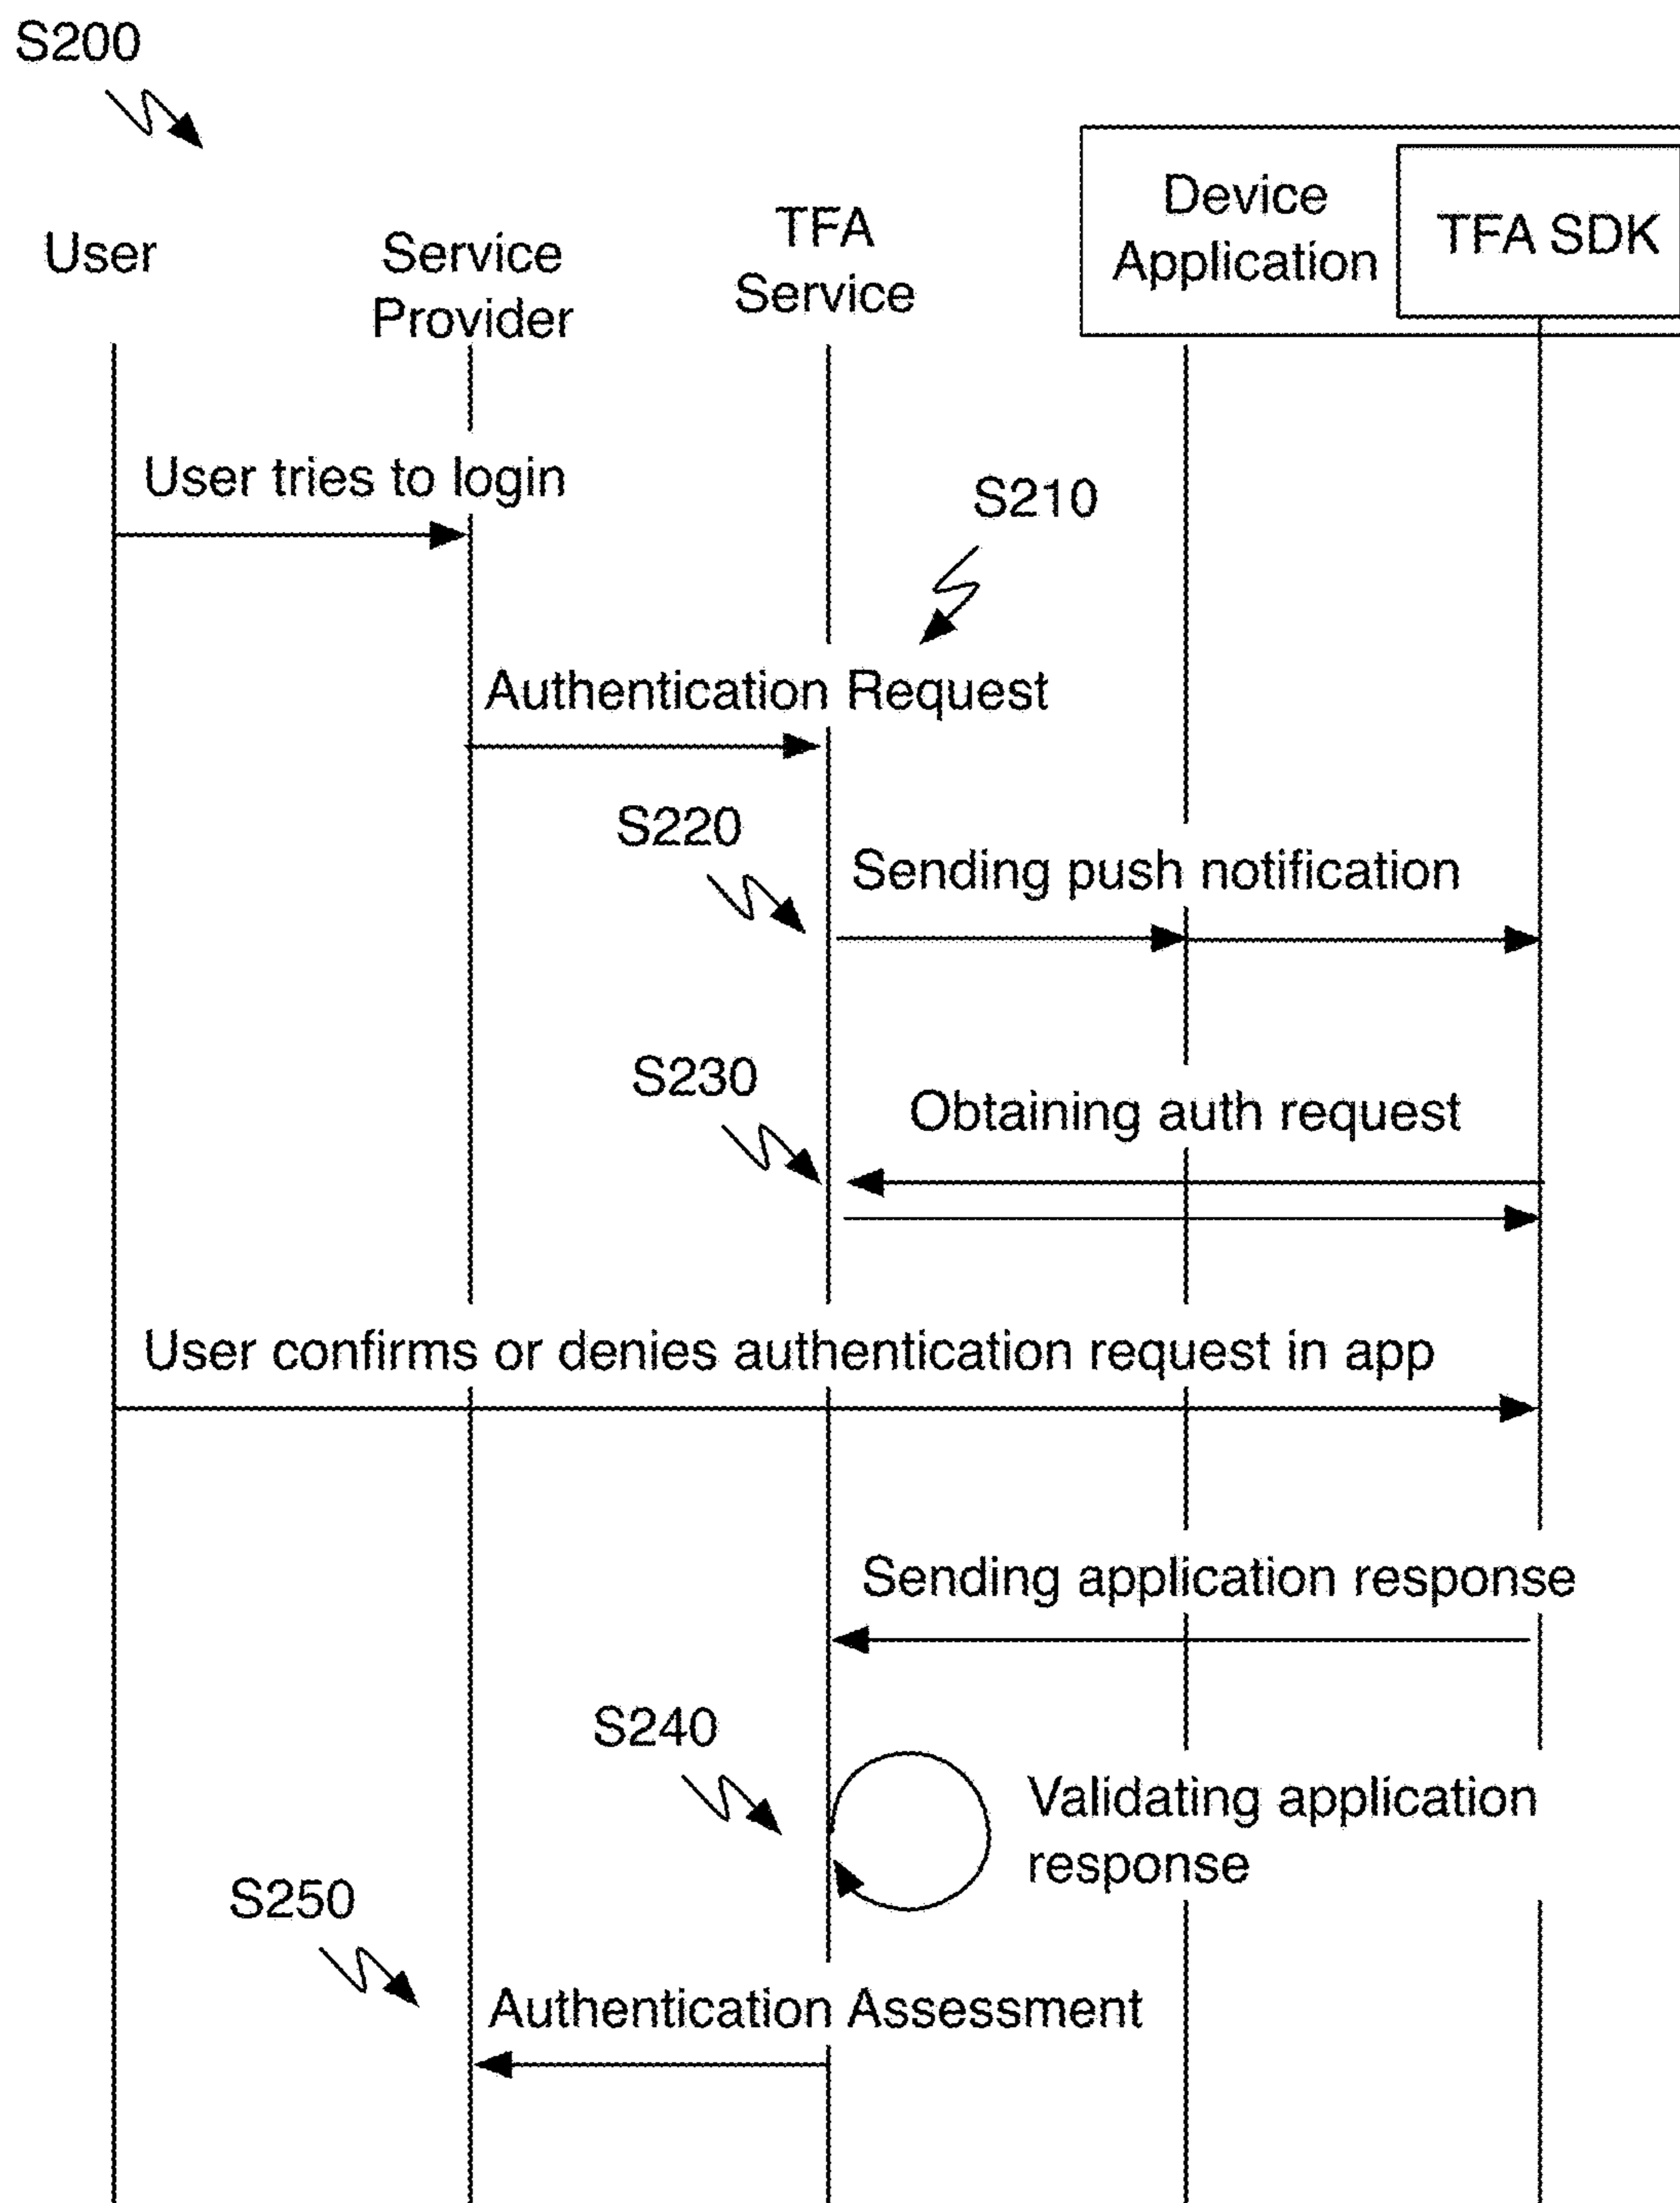 S200
User
Service
Provider
TFA
Service
Device
Application
TFA SDK
User tries to login
S210
Authentication Request
S220
Sending push notification
S230
Obtaining auth request
User confirms or denies authentication request in app
Sending application response
S240
Validating application
response
S250
Authentication Assessment